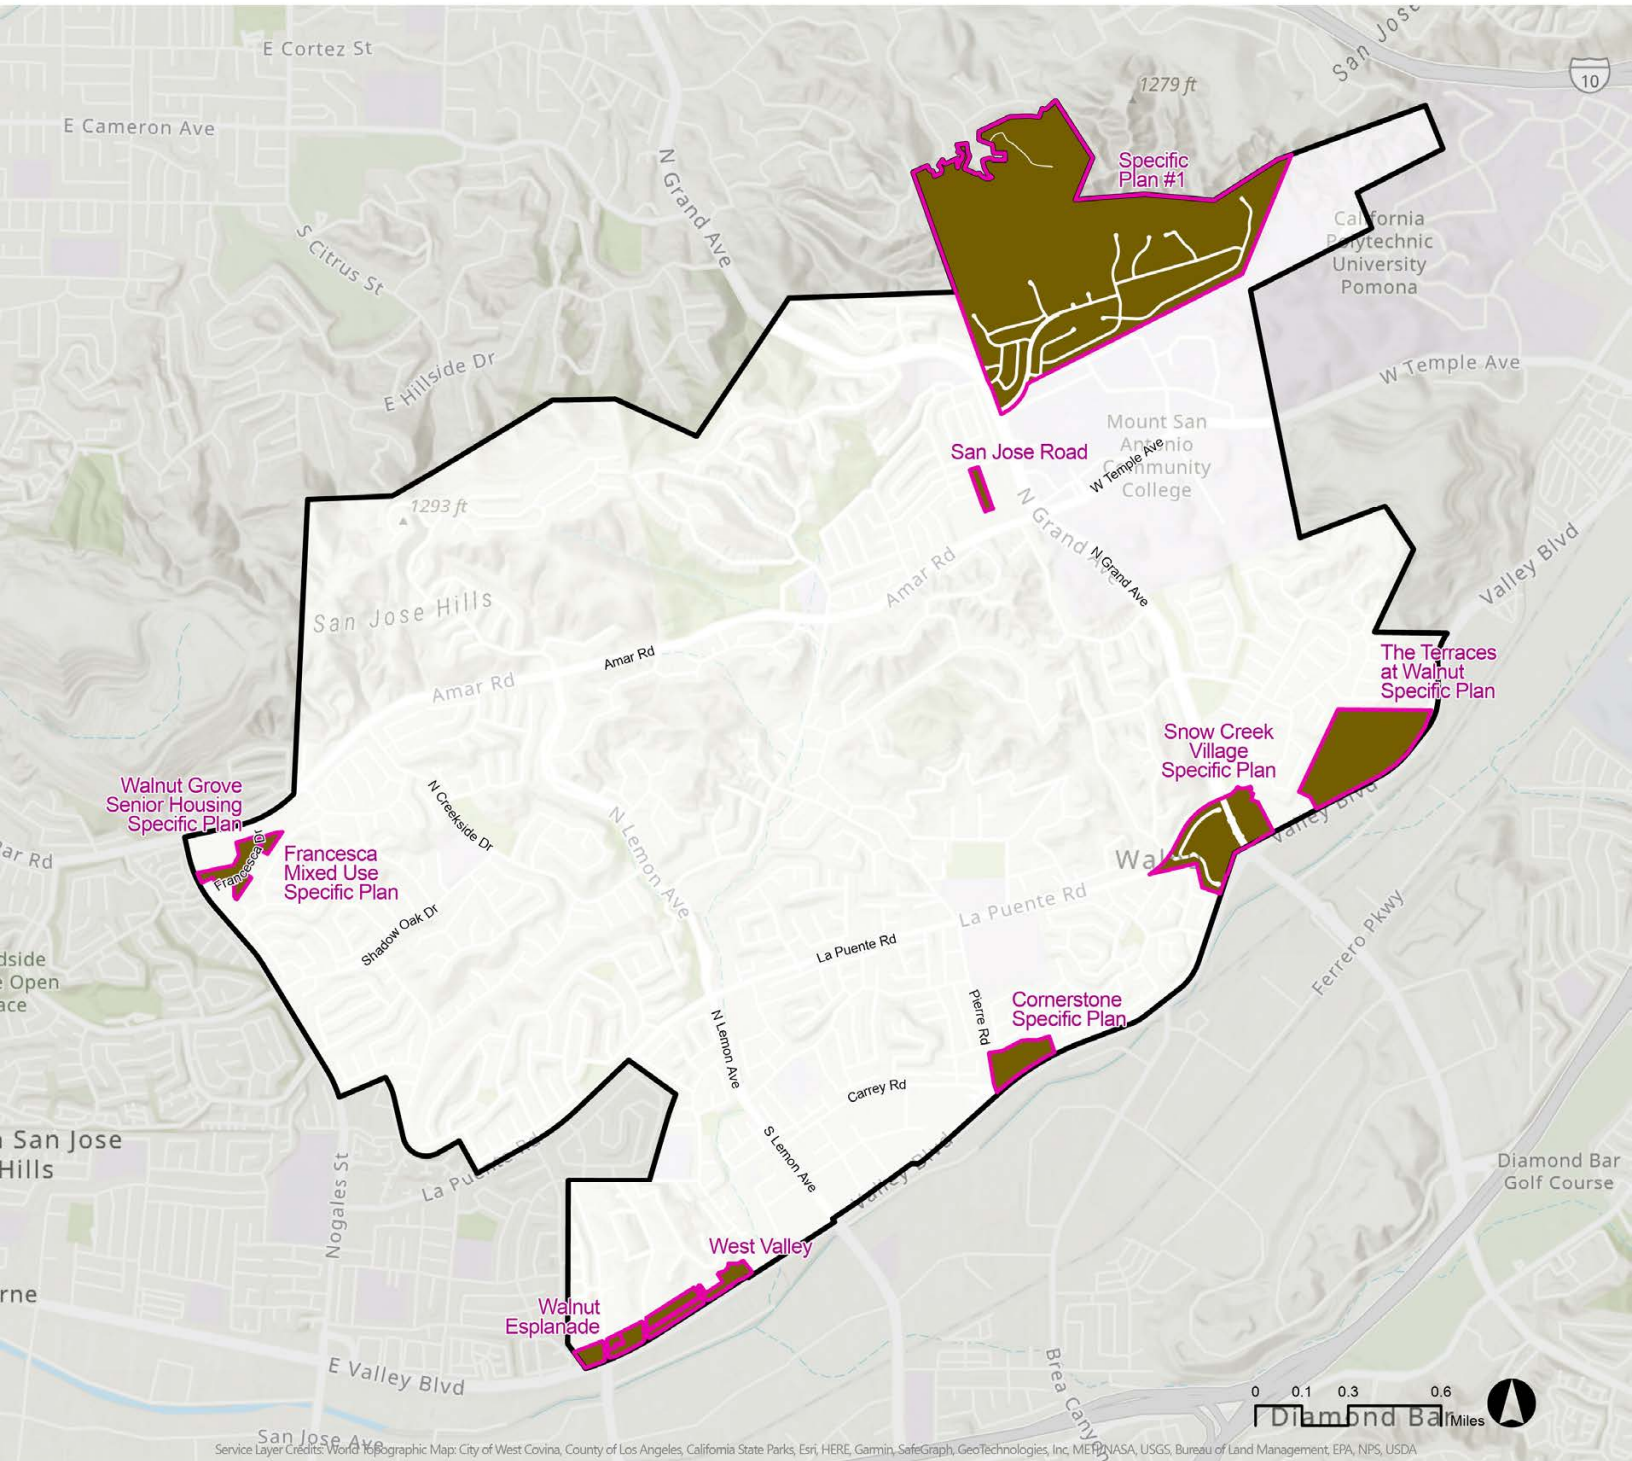 E Cortez St
San Jose
10
1279 ft
E Cameron Ave
N Grand Ave
Specific
Plan #1
S Citrus St
California
Polytechnic
University
Pomona
E Hillside Dr
W Temple Ave
Mount San
Antonio
Community
College
W Temple Ave
San Jose Road
1293 ft
N Grand Ave
N Grand Ave
Amar Rd
Valley Blvd
San Jose Hills
Amar Rd
Amar Rd
The Terraces
at Walnut
Specific Plan
Snow Creek
Village
Specific Plan
Walnut Grove
Senior Housing
Specific Plan
N Creekside Dr
N Lemon Ave
Valley Blvd
ar Rd
Francesca Dr
Francesca
Mixed Use
Specific Plan
Wal
La Puente Rd
Shadow Oak Dr
La Puente Rd
Ferrero Pkwy
dside
Open
ace
Pierre Rd
Cornerstone
Specific Plan
N Lemon Ave
Carrey Rd
San Jose
Hills
S Lemon Ave
La Puente Rd
Valley Blvd
Nogales St
Diamond Bar
Golf Course
West Valley
rne
Walnut
Esplanade
E Valley Blvd
Brea Canyon
0 0.1 0.3 0.6
Miles
Diamond Bar
San Jose Ave
Service Layer Credits: World Topographic Map: City of West Covina, County of Los Angeles, California State Parks, Esri, HERE, Garmin, SafeGraph, GeoTechnologies, Inc, METI/NASA, USGS, Bureau of Land Management, EPA, NPS, USDA